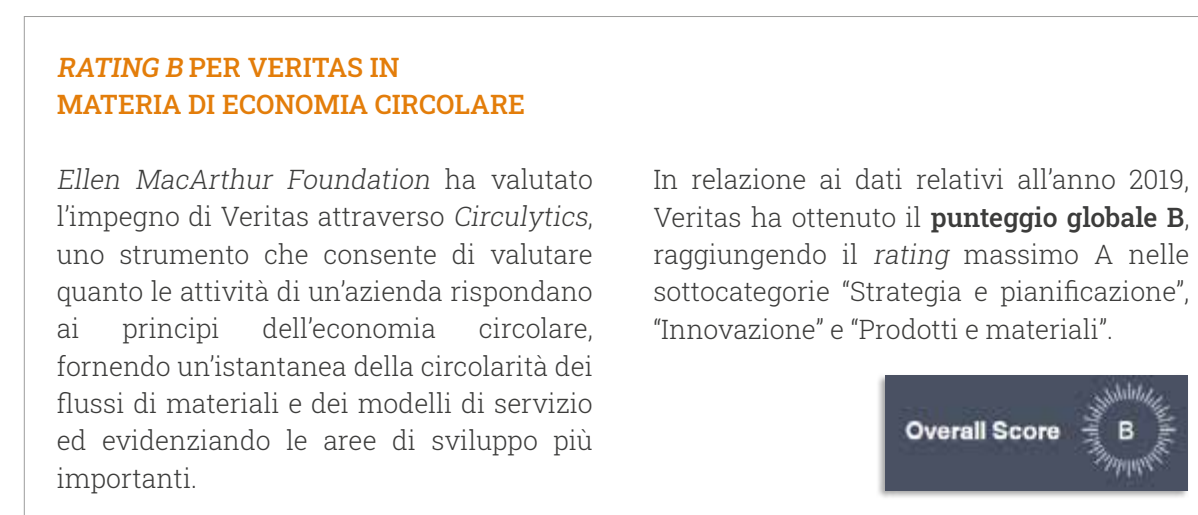 RATING B PER VERITAS IN
MATERIA DI ECONOMIA CIRCOLARE
Ellen MacArthur Foundation ha valutato
l’impegno di Veritas attraverso Circulytics,
uno strumento che consente di valutare
quanto le attività di un’azienda rispondano
ai principi dell’economia circolare,
fornendo un’istantanea della circolarità dei
flussi di materiali e dei modelli di servizio
ed evidenziando le aree di sviluppo più
importanti.
In relazione ai dati relativi all’anno 2019,
Veritas ha ottenuto il punteggio globale B,
raggiungendo il rating massimo A nelle
sottocategorie “Strategia e pianificazione”,
“Innovazione” e “Prodotti e materiali”.
Overall Score B